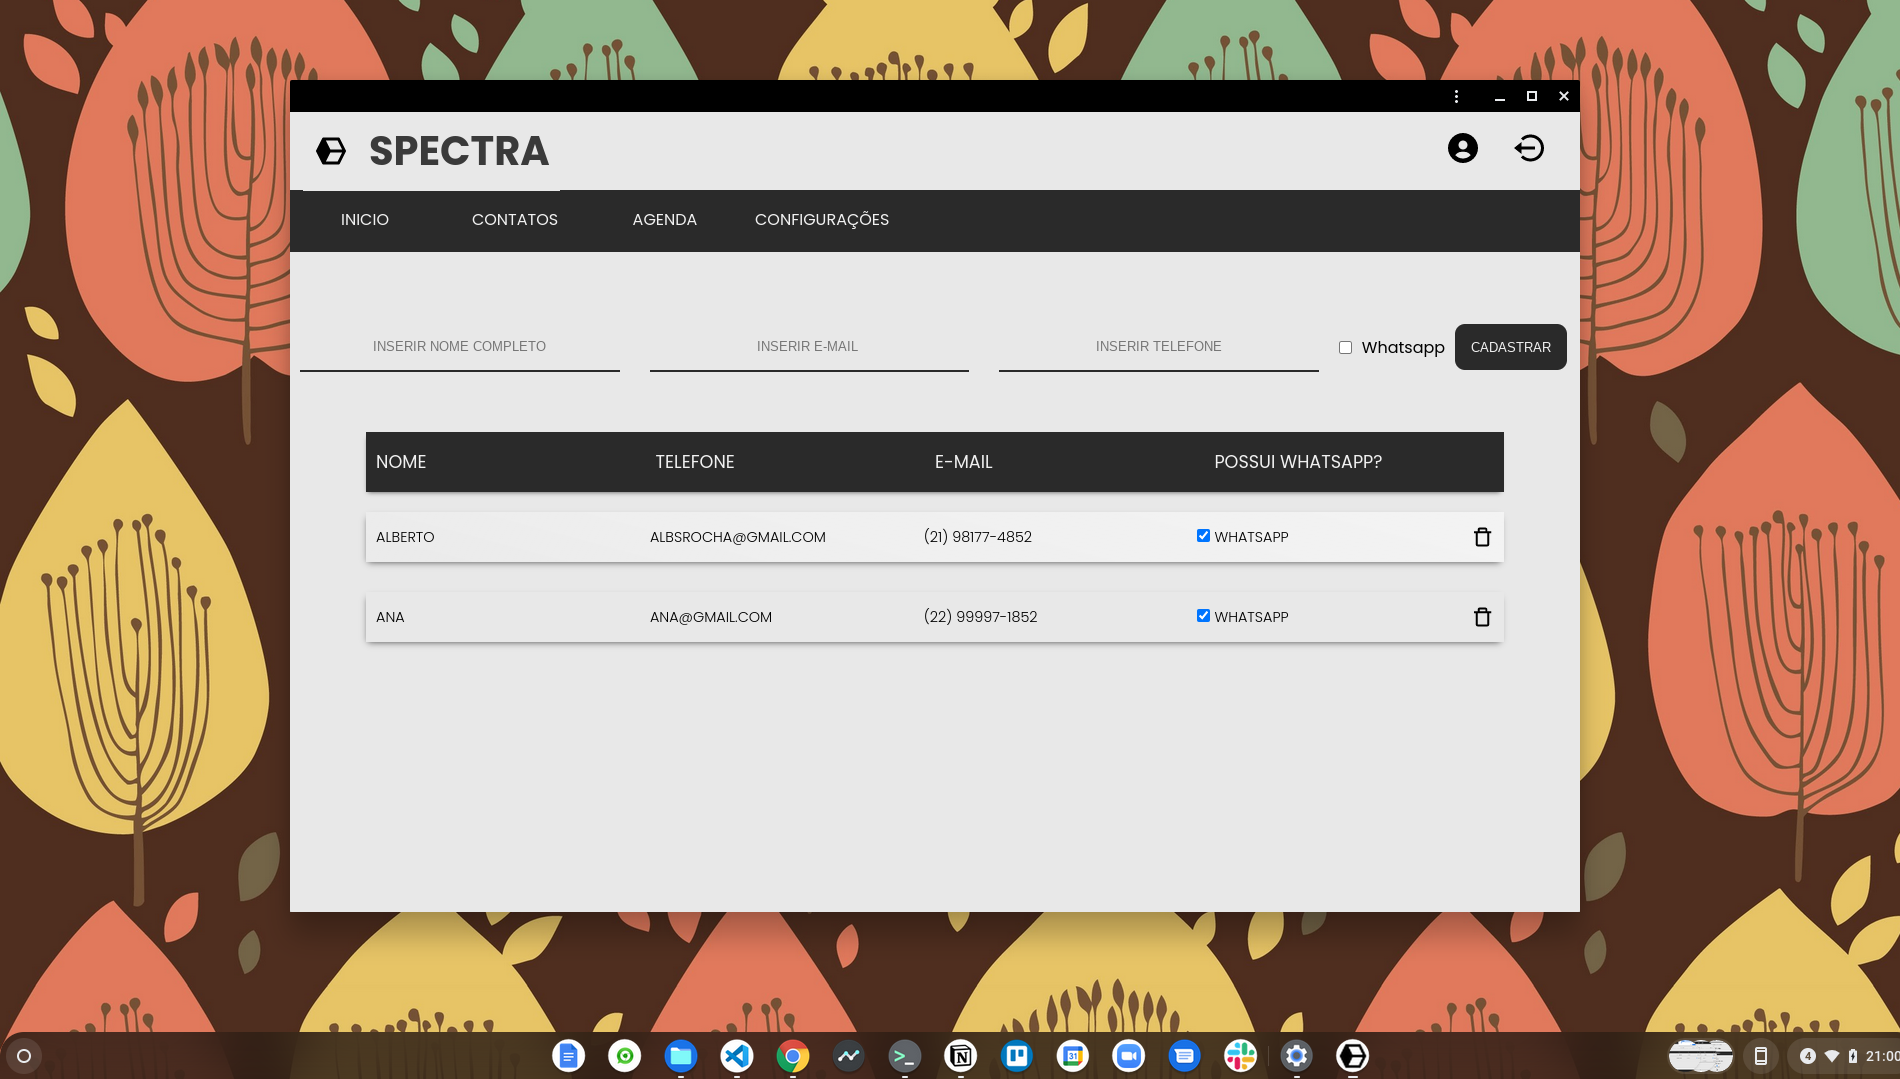 SPECTRA
INICIO CONTATOS AGENDA CONFIGURAÇÕES
INSERIR NOME COMPLETO INSERIR E-MAIL INSERIR TELEFONE Whatsapp CADASTRAR
NOME TELEFONE E-MAIL POSSUI WHATSAPP?
ALBERTO ALBSROCHA@GMAIL.COM (21) 98177-4852 WHATSAPP
ANA ANA@GMAIL.COM (22) 99997-1852 WHATSAPP
31 4 21:00